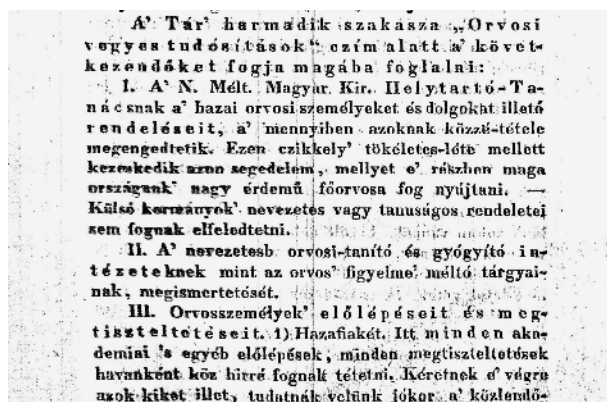 A' Tár' harmadik szakasza „Orvosi
vegyes tudósítások“ czím alatt a' követ-
kezendőket fogja magába foglalni:
I. A' N. Mélt. Magyar. Kir. Helytartó-Ta-
nácsnak a' hazai orvosi személyeket és dolgokat illető
rendeléseit, a' mennyiben azoknak közzé-tétele
megengedtetik. Ezen czikkely' tökéletes-léte mellett
kezeskedik azon segedelem, mellyet e' részben maga
országunk' nagy érdemű főorvosa fog nyújtani. —
Külső kormányok' nevezetes vagy tanuságos rendeletei
sem fognak elfeledtetni.
II. A' nevezetesb orvosi-tanító és gyógyító in-
tézeteknek mint az orvos' figyelme' méltó tárgyai-
nak, megismertetését.
III. Orvosszemélyek' előlépéseit és meg-
tiszteltetéseit. 1) Hazafiakét. Itt minden aka-
demiai 's egyéb előlépések, minden megtiszteltetések
havanként köz hirré fognak tétetni. Kéretnek e' végre
azok kiket illet, tudatnák velünk jókor a' közlendő-